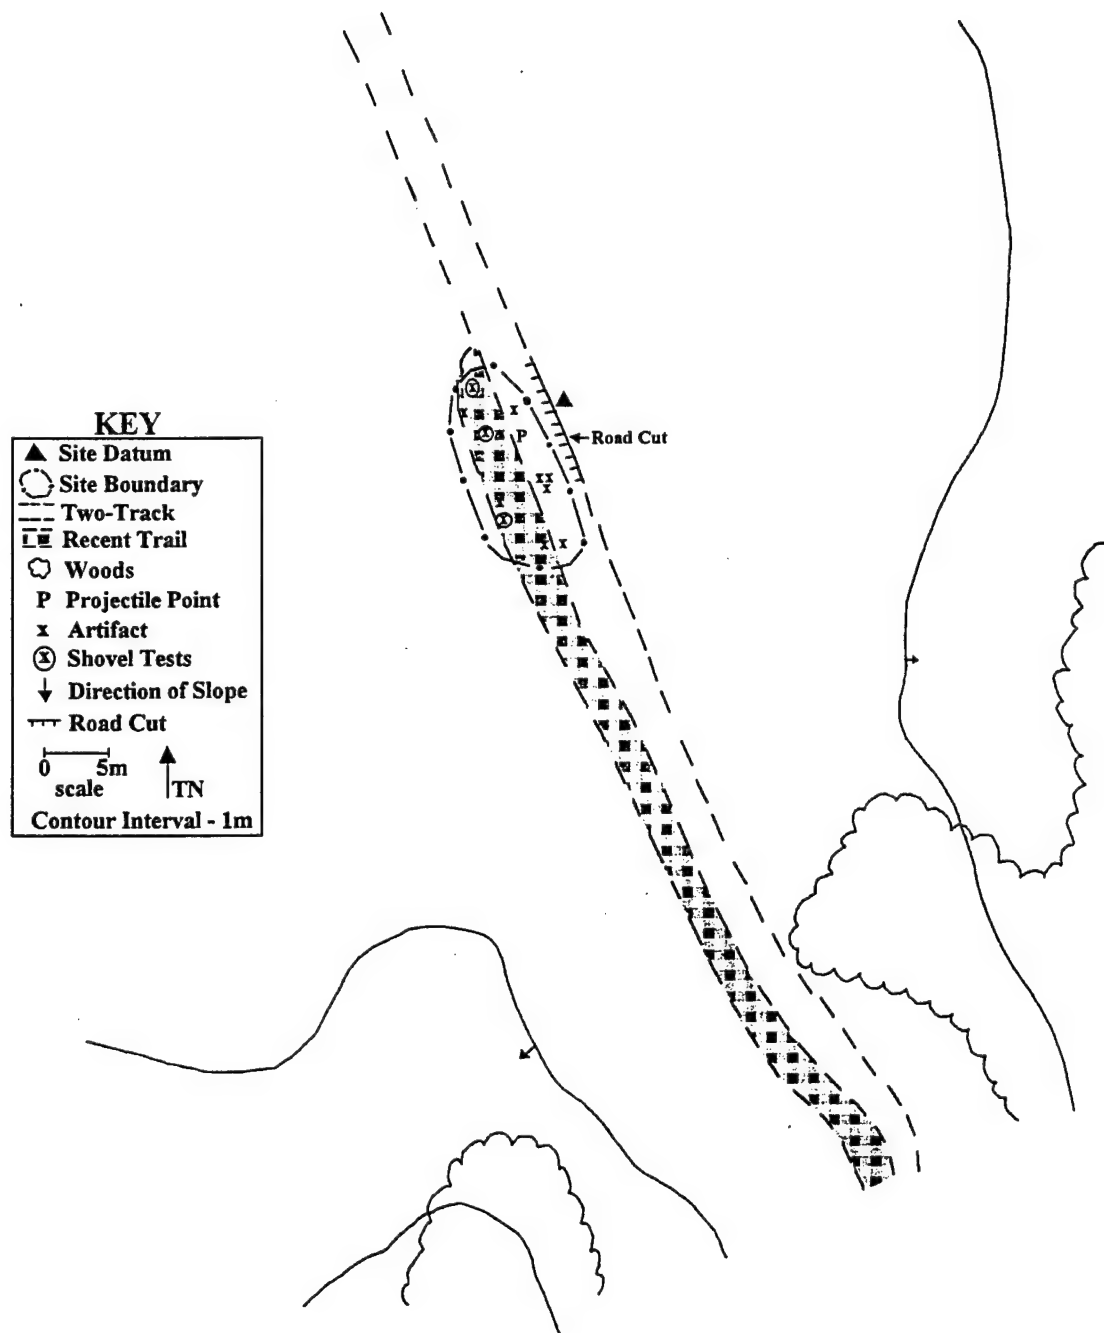 P
Road Cut
KEY
Site Datum
Site Boundary
Two-Track
Recent Trail
Woods
P Projectile Point
x Artifact
x Shovel Tests
Direction of Slope
Road Cut
0 5m
scale TN
Contour Interval - 1m